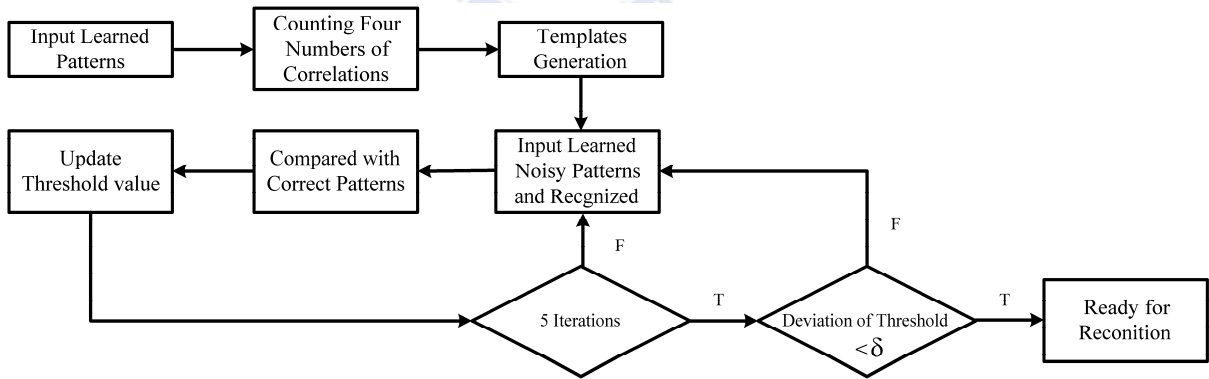 Input Learned
Patterns
Counting Four
Numbers of
Correlations
Templates
Generation
Update
Threshold value
Compared with
Correct Patterns
Input Learned
Noisy Patterns
and Recgnized
F
F
5 Iterations
T
Deviation of Threshold
<δ
T
Ready for
Reconition